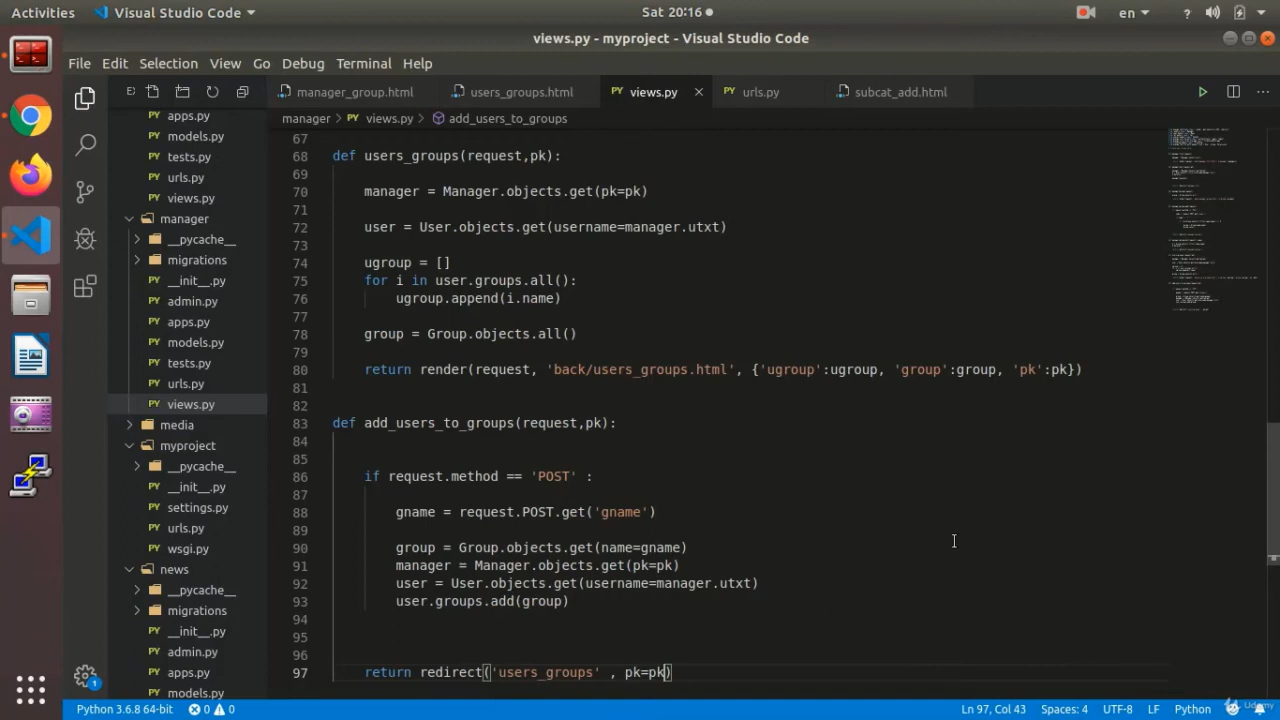 Activities
Visual Studio Code
Sat 20:16
en
views.py - myproject - Visual Studio Code
File Edit Selection View Go Debug Terminal Help
manager_group.html
users_groups.html
views.py
urls.py
subcat_add.html
manager > views.py > add_users_to_groups
apps.py
models.py
tests.py
urls.py
views.py
manager
__pycache__
migrations
__init__.py
admin.py
apps.py
models.py
tests.py
urls.py
views.py
media
myproject
__pycache__
__init__.py
settings.py
urls.py
wsgi.py
news
__pycache__
migrations
__init__.py
admin.py
apps.py
models.py
67
68 def users_groups(request,pk):
69
70 manager = Manager.objects.get(pk=pk)
71
72 user = User.objects.get(username=manager.utxt)
73
74 ugroup = []
75 for i in user.groups.all():
76 ugroup.append(i.name)
77
78 group = Group.objects.all()
79
80 return render(request, 'back/users_groups.html', {'ugroup':ugroup, 'group':group, 'pk':pk})
81
82
83 def add_users_to_groups(request,pk):
84
85
86 if request.method == 'POST' :
87
88 gname = request.POST.get('gname')
89
90 group = Group.objects.get(name=gname)
91 manager = Manager.objects.get(pk=pk)
92 user = User.objects.get(username=manager.utxt)
93 user.groups.add(group)
94
95
96
97 return redirect('users_groups' , pk=pk)
1
Python 3.6.8 64-bit 0 0
Ln 97, Col 43 Spaces: 4 UTF-8 LF Python
Udemy